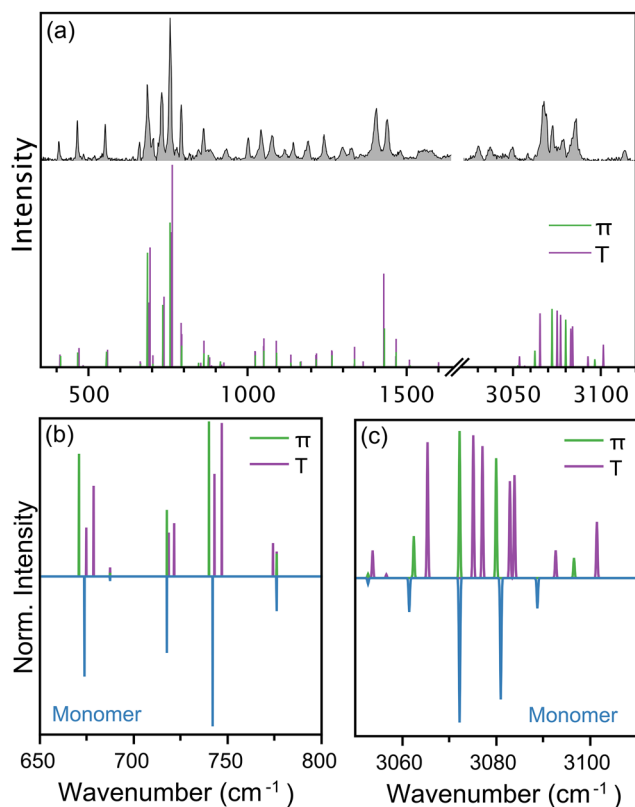 (a)
Intensity
π
T
500
1000
1500
3050
3100
(b)
π
T
Norm. Intensity
Monomer
650
700
750
800
Wavenumber (cm⁻¹)
(c)
π
T
Monomer
3060
3080
3100
Wavenumber (cm⁻¹)